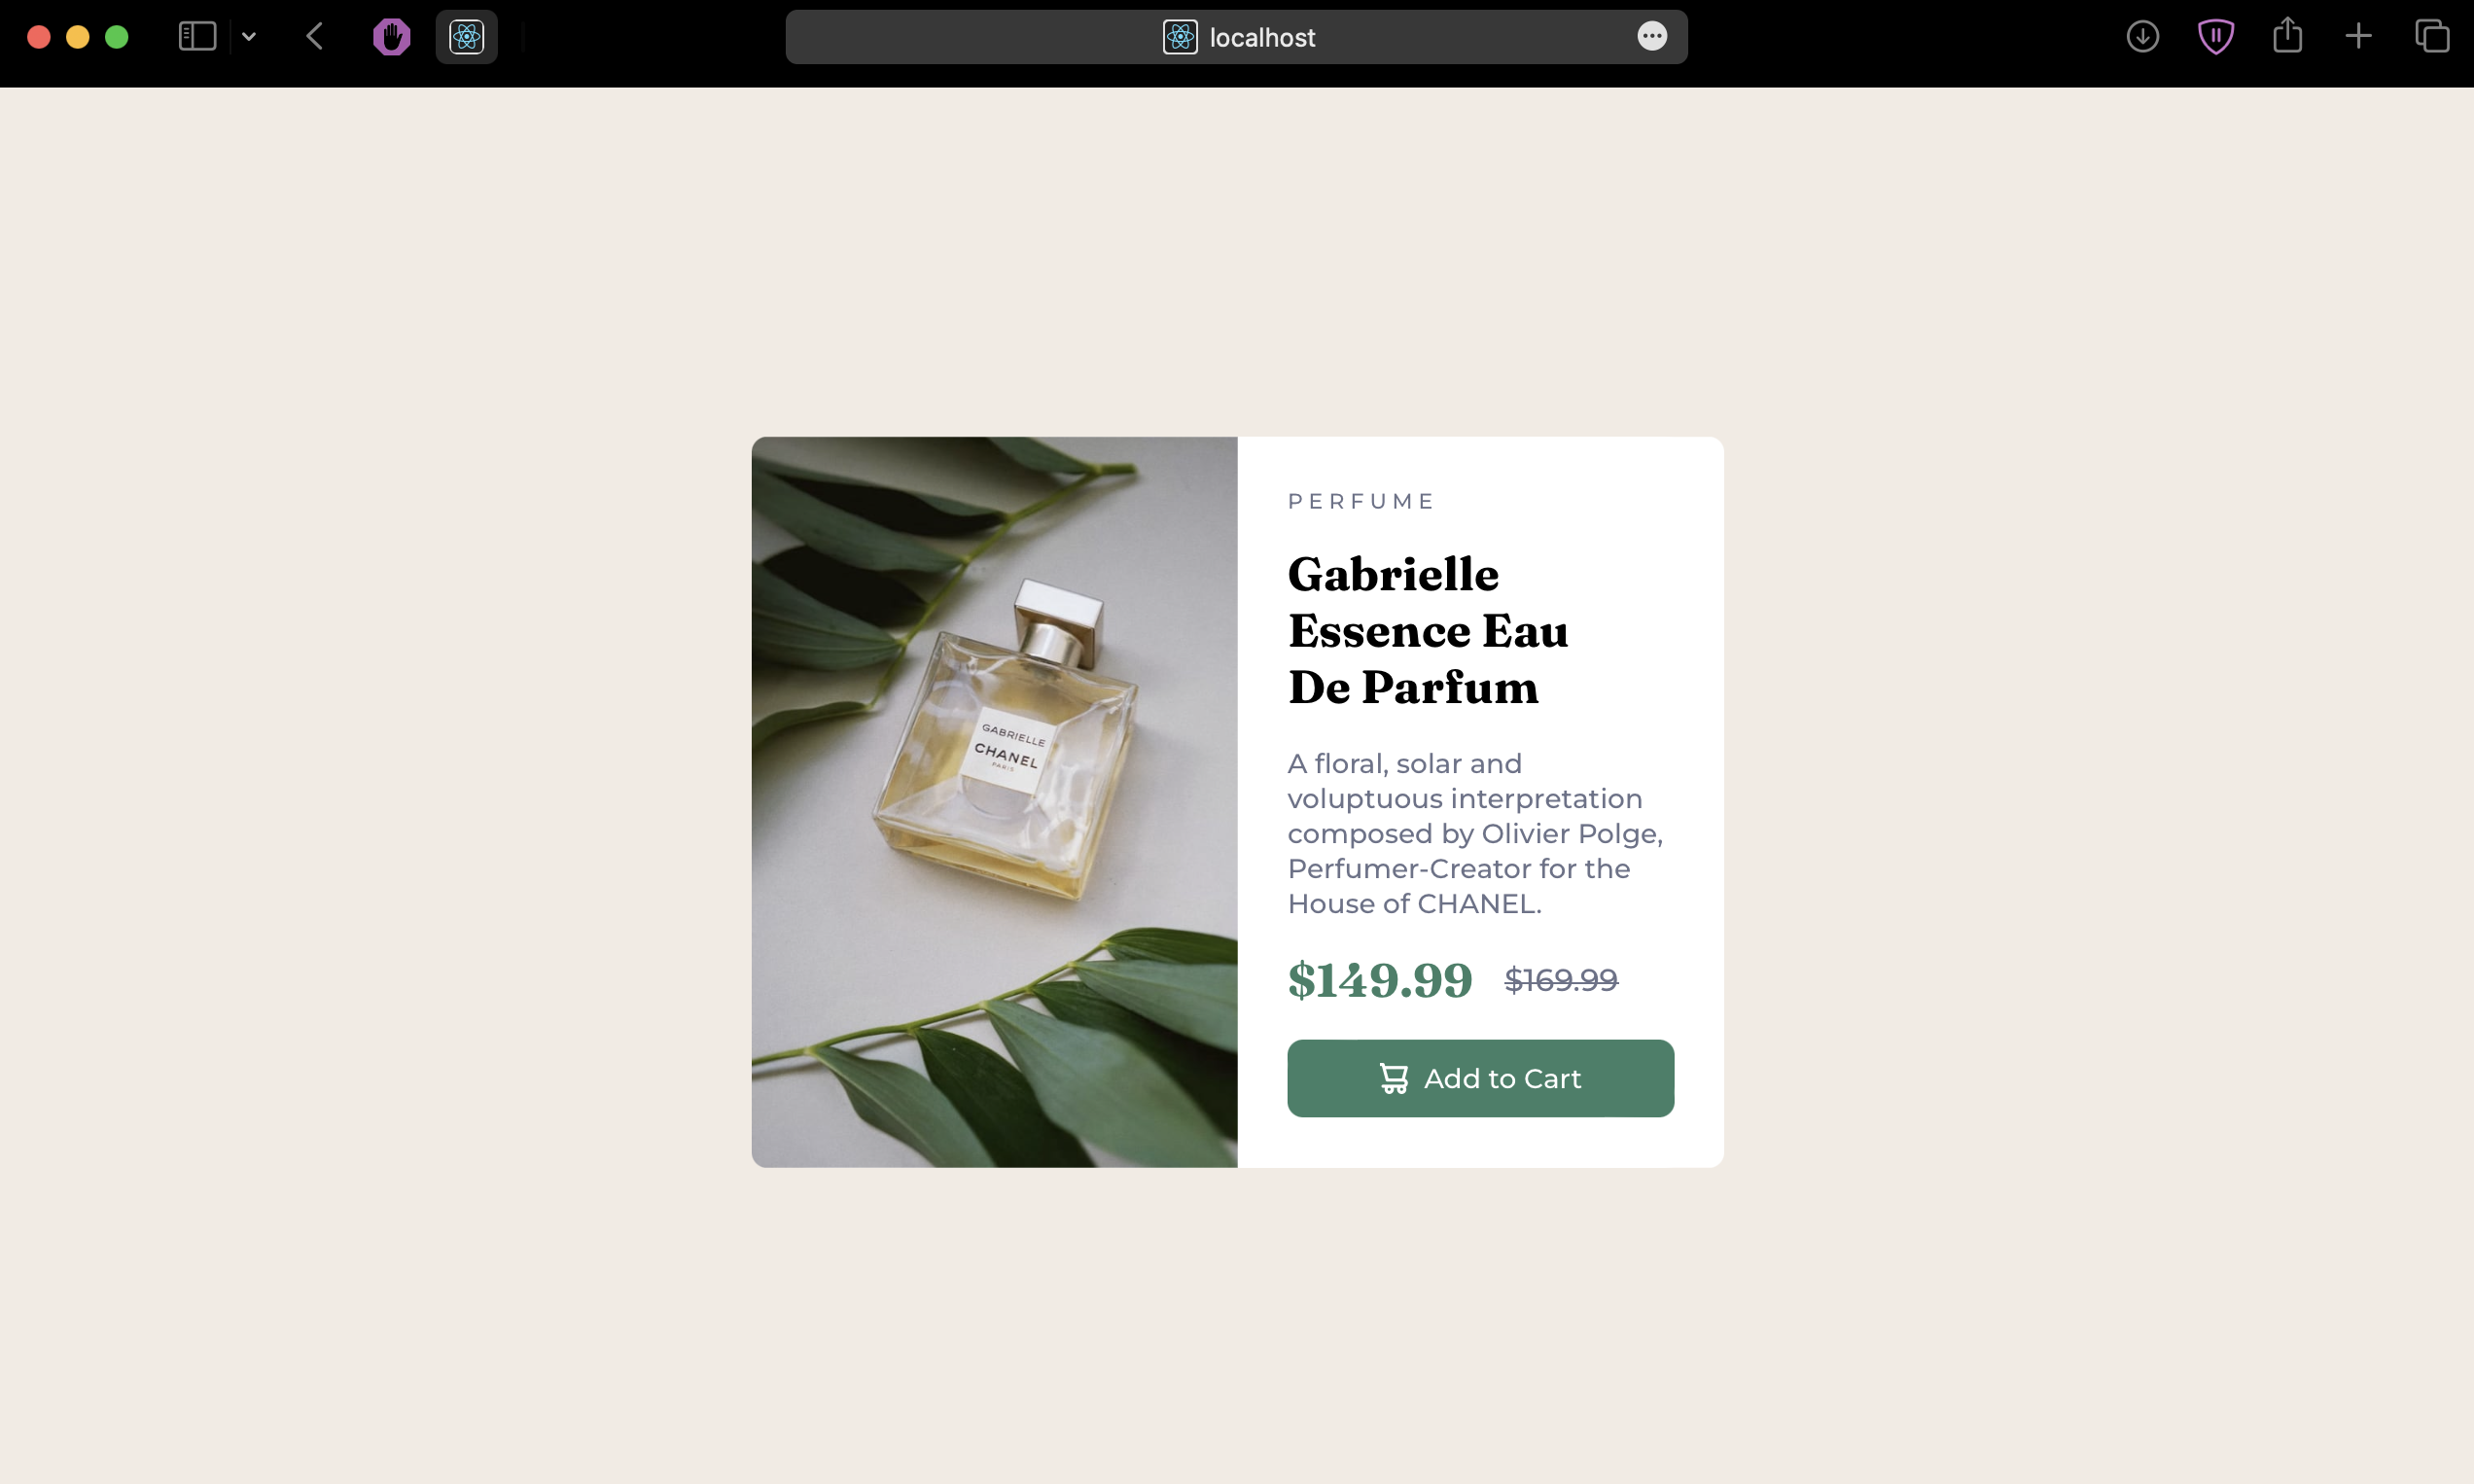 localhost
PERFUME
Gabrielle
Essence Eau
De Parfum
GABRIELLE
CHANEL
PARIS
A floral, solar and
voluptuous interpretation
composed by Olivier Polge,
Perfumer-Creator for the
House of CHANEL.
$149.99 $169.99
Add to Cart